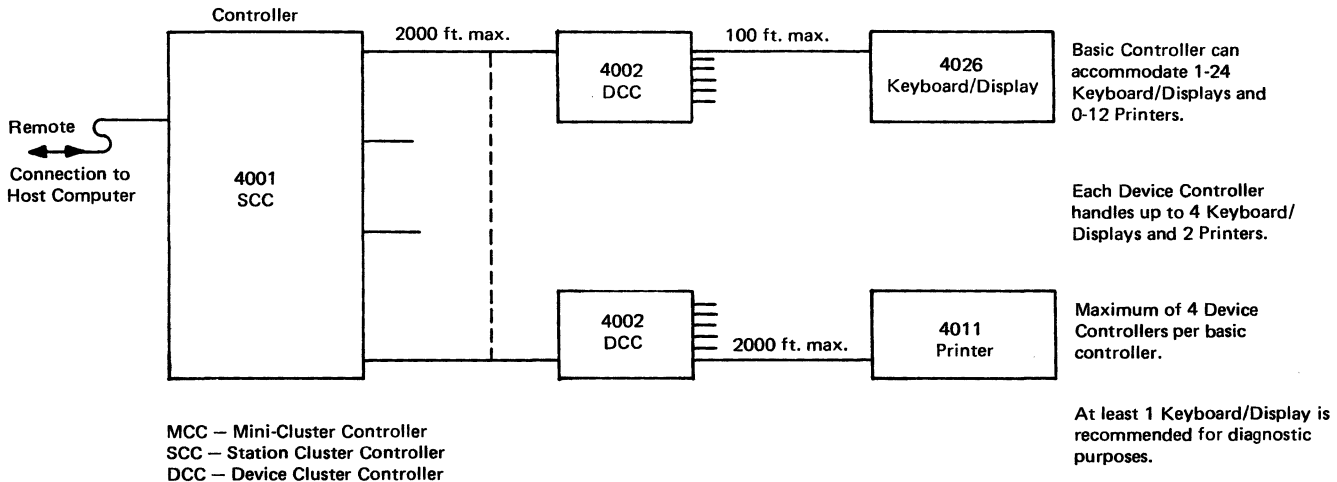 Controller
2000 ft. max.
100 ft. max.
4002
DCC
4026
Keyboard/Display
Basic Controller can
accommodate 1-24
Keyboard/Displays and
0-12 Printers.
Remote
Connection to
Host Computer
4001
SCC
Each Device Controller
handles up to 4 Keyboard/
Displays and 2 Printers.
4002
DCC
2000 ft. max.
4011
Printer
Maximum of 4 Device
Controllers per basic
controller.
MCC — Mini-Cluster Controller
SCC — Station Cluster Controller
DCC — Device Cluster Controller
At least 1 Keyboard/Display is
recommended for diagnostic
purposes.